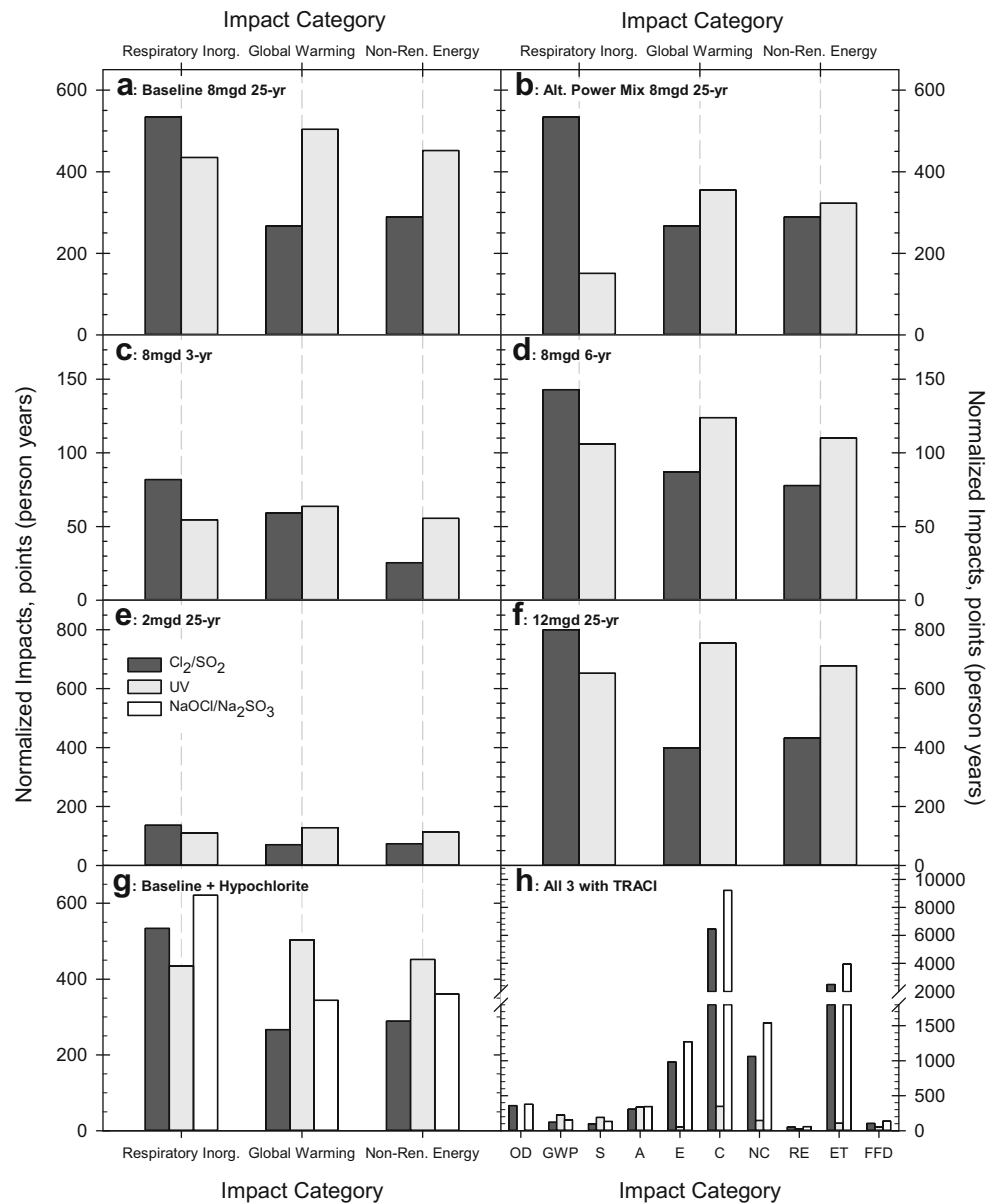 Impact Category
Impact Category
Respiratory Inorg. Global Warming Non-Ren. Energy
Respiratory Inorg. Global Warming Non-Ren. Energy
a: Baseline 8mgd 25-yr
b: Alt. Power Mix 8mgd 25-yr
600
400
200
0
600
400
200
0
c: 8mgd 3-yr
d: 8mgd 6-yr
150
100
50
0
150
100
50
0
e: 2mgd 25-yr
f: 12mgd 25-yr
Cl2/SO2
UV
NaOCl/Na2SO3
800
600
400
200
0
800
600
400
200
0
g: Baseline + Hypochlorite
h: All 3 with TRACI
600
400
200
0
10000
8000
6000
4000
2000
1500
1000
500
0
Normalized Impacts, points (person years)
Normalized Impacts, points (person years)
Respiratory Inorg. Global Warming Non-Ren. Energy
OD GWP S A E C NC RE ET FFD
Impact Category
Impact Category